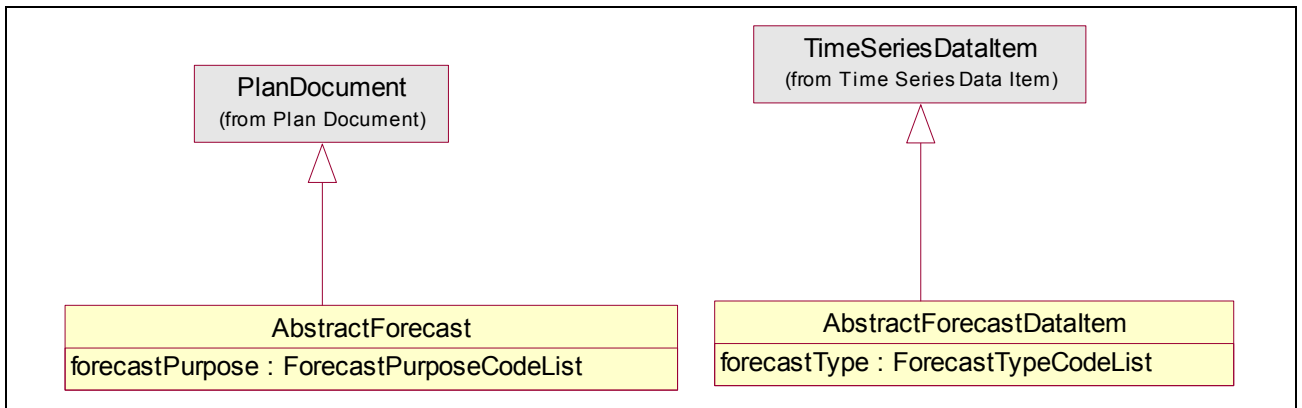 PlanDocument
(from Plan Document)
TimeSeriesDataItem
(from Time Series Data Item)
AbstractForecast
forecastPurpose : ForecastPurposeCodeList
AbstractForecastDataItem
forecastType : ForecastTypeCodeList